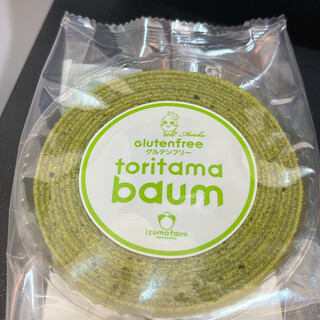 Glutenfree
グルテンフリー
toritama
baum
izumofarm